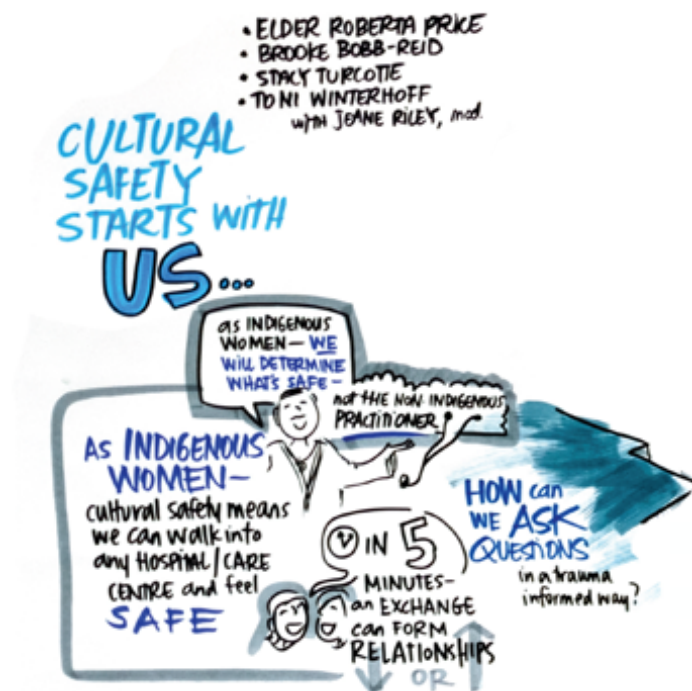 • ELDER ROBERTA PRICE
• BROOKE BOBB-REID
• STACY TURCOTTE
• TONI WINTERHOFF
with JEANE RILEY, mod.
CULTURAL
SAFETY
STARTS WITH
US...
as INDIGENOUS
WOMEN— WE
WILL DETERMINE
WHAT'S SAFE—
not THE NON INDIGENOUS
PRACTITIONER
AS INDIGENOUS
WOMEN—
cultural safety means
we can walk into
any HOSPITAL/CARE
CENTRE and feel
SAFE
IN 5
MINUTES—
an EXCHANGE
can FORM
RELATIONSHIPS
OR
HOW can
WE ASK
QUESTIONS
in a trauma
informed way?